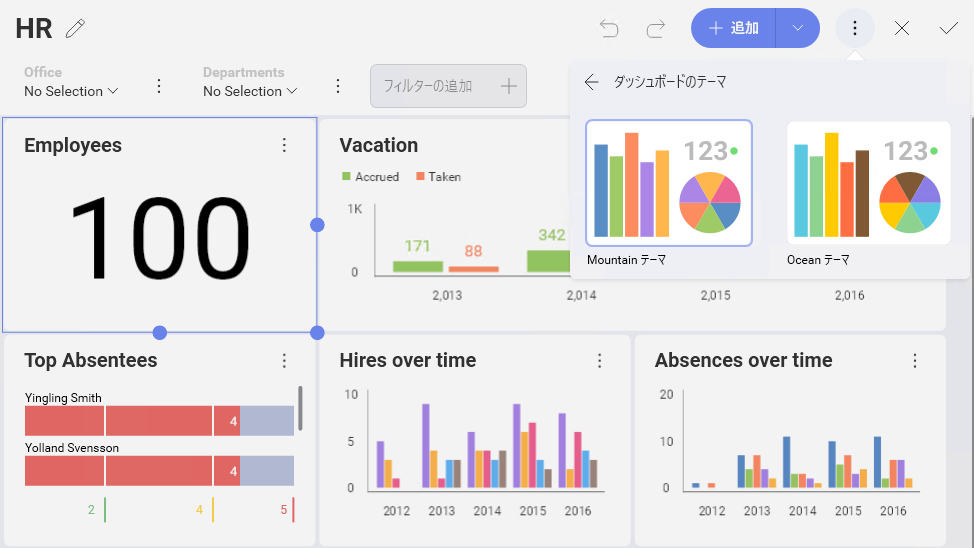 HR
追加
Office
No Selection
Departments
No Selection
フィルターの追加
ダッシュボードのテーマ
123
Mountain テーマ
123
Ocean テーマ
Employees
100
Vacation
Accrued
Taken
1K
0
171
88
342
2,013
2,014
2,015
2,016
Top Absentees
Yingling Smith
4
Yolland Svensson
4
2
4
5
Hires over time
10
5
0
2012
2013
2014
2015
2016
Absences over time
20
10
0
2012
2013
2014
2015
2016